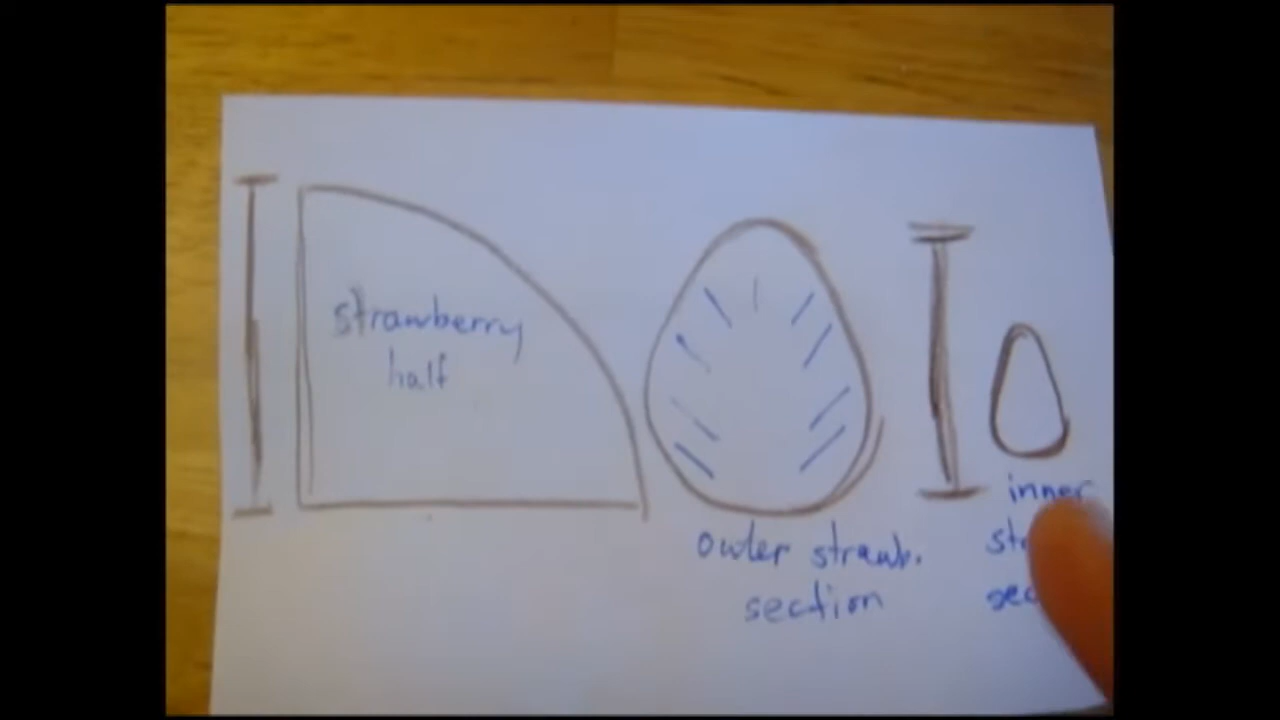 strawberry
half
outer strawb.
section
inner